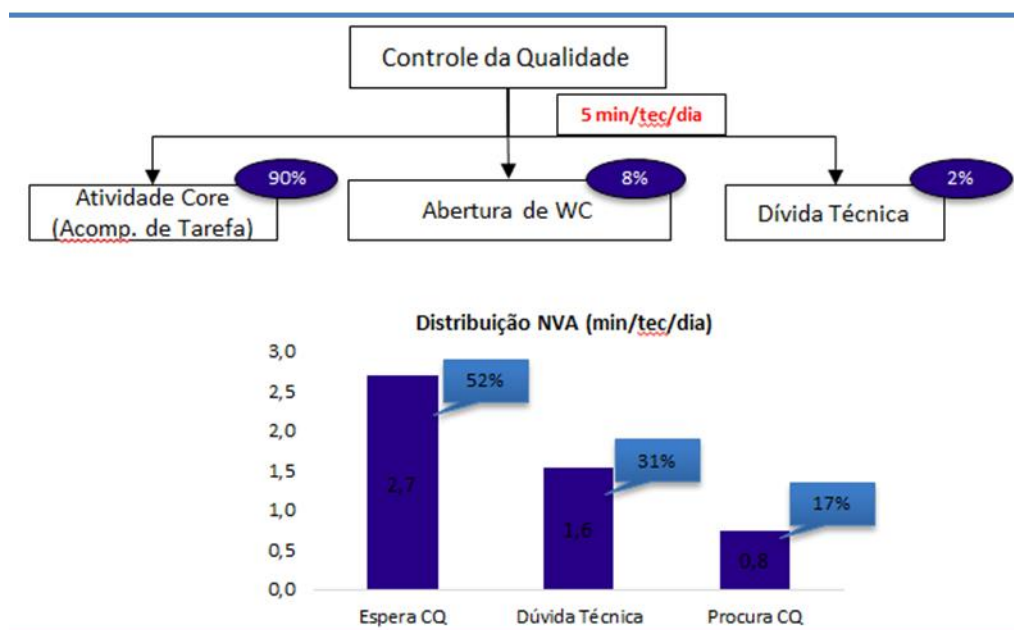 Controle da Qualidade
5 min/tec/dia
90%
8%
2%
Atividade Core
(Acomp. de Tarefa)
Abertura de WC
Dívida Técnica
Distribuição NVA (min/tec/dia)
3,0
2,5
2,0
1,5
1,0
0,5
0,0
52%
31%
17%
2,7
1,6
0,8
Espera CQ
Dúvida Técnica
Procura CQ